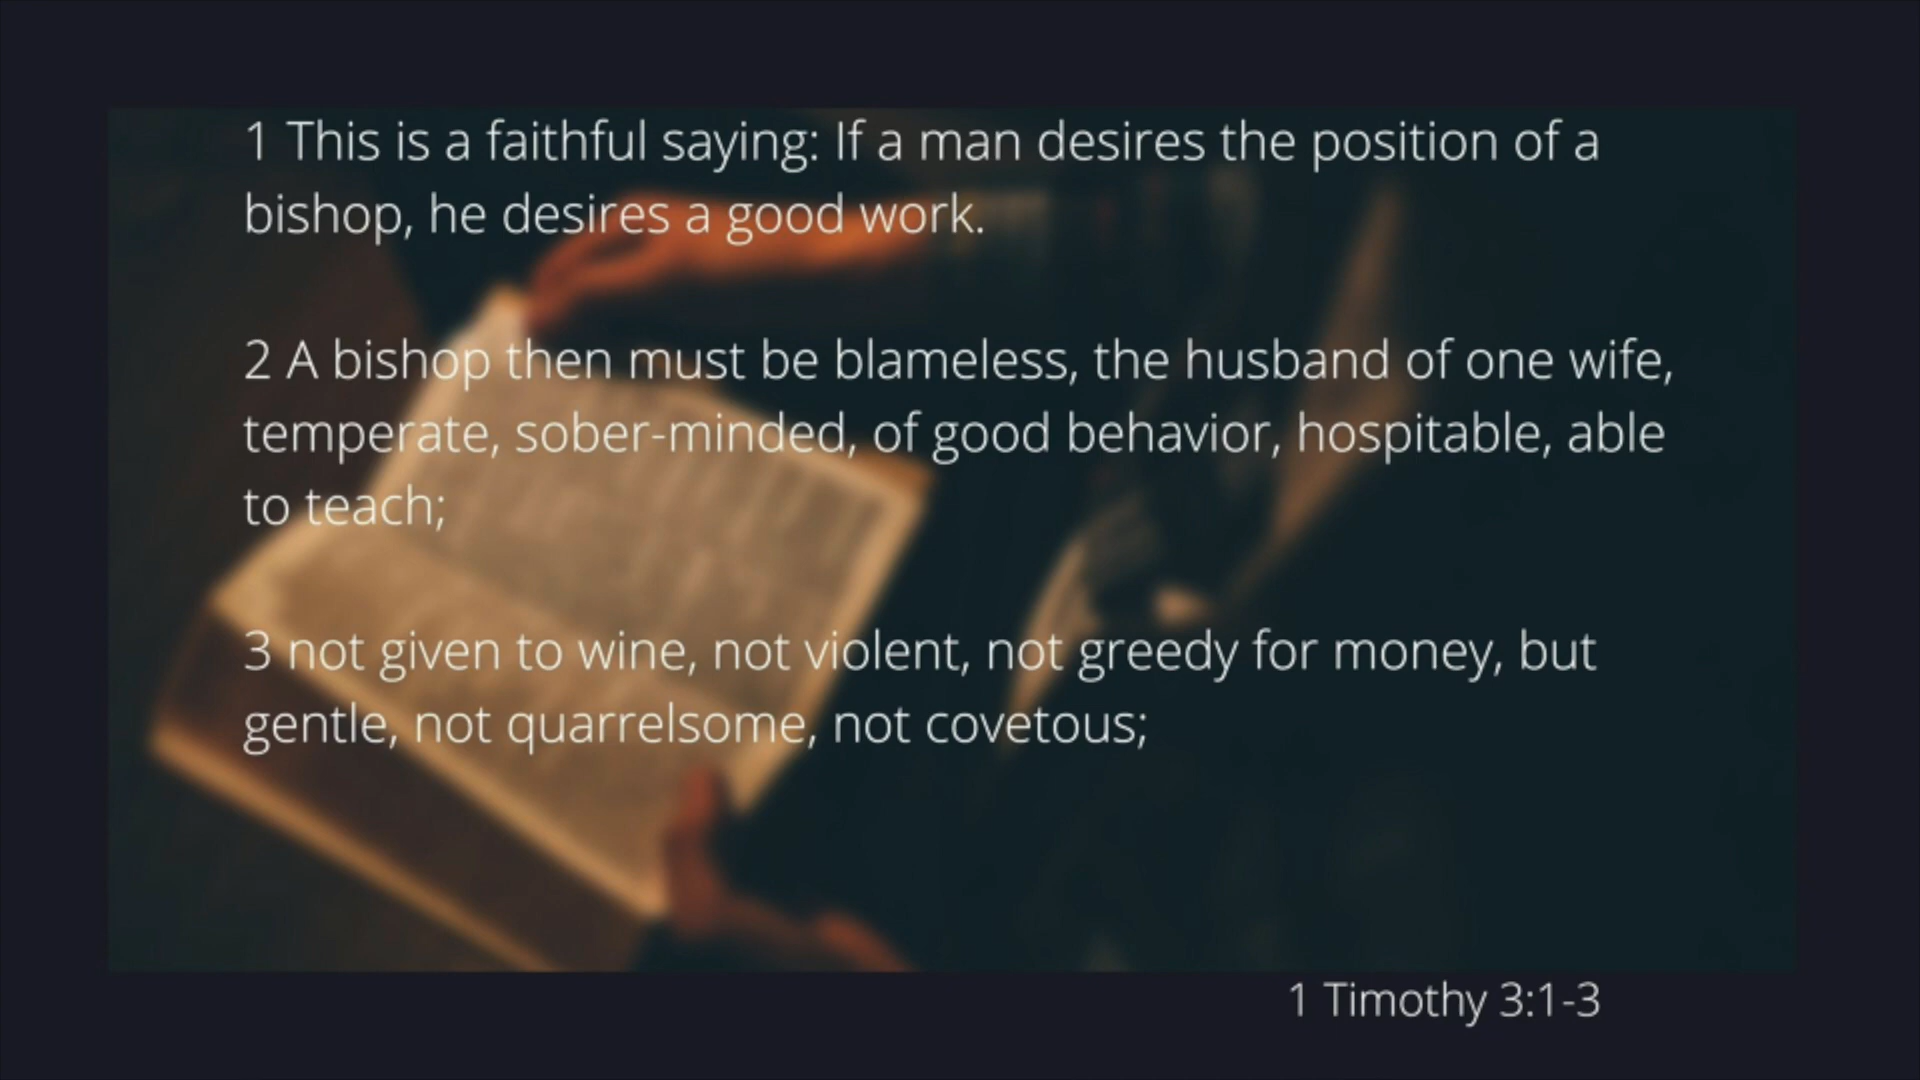 1 This is a faithful saying: If a man desires the position of a
bishop, he desires a good work.
2 A bishop then must be blameless, the husband of one wife,
temperate, sober-minded, of good behavior, hospitable, able
to teach;
3 not given to wine, not violent, not greedy for money, but
gentle, not quarrelsome, not covetous;
1 Timothy 3:1-3